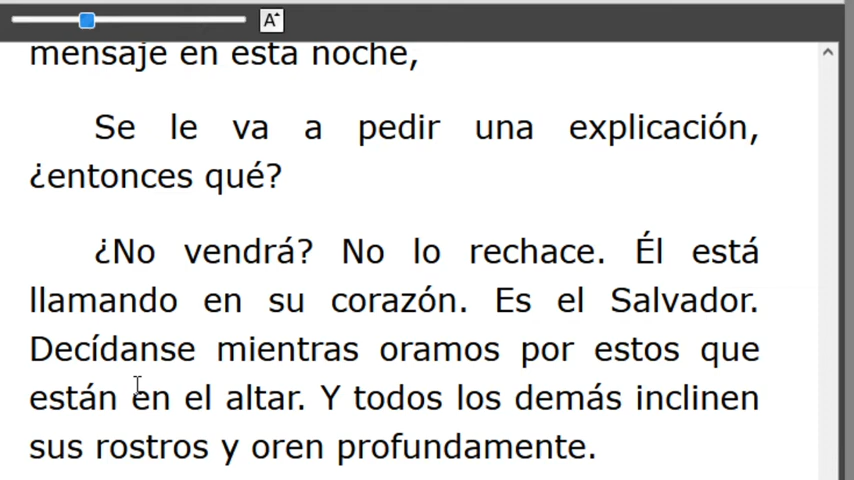 A
mensaje en esta noche,
Se le va a pedir una explicación,
¿entonces qué?
¿No vendrá? No lo rechace. Él está
llamando en su corazón. Es el Salvador.
Decídanse mientras oramos por estos que
están en el altar. Y todos los demás inclinen
sus rostros y oren profundamente.